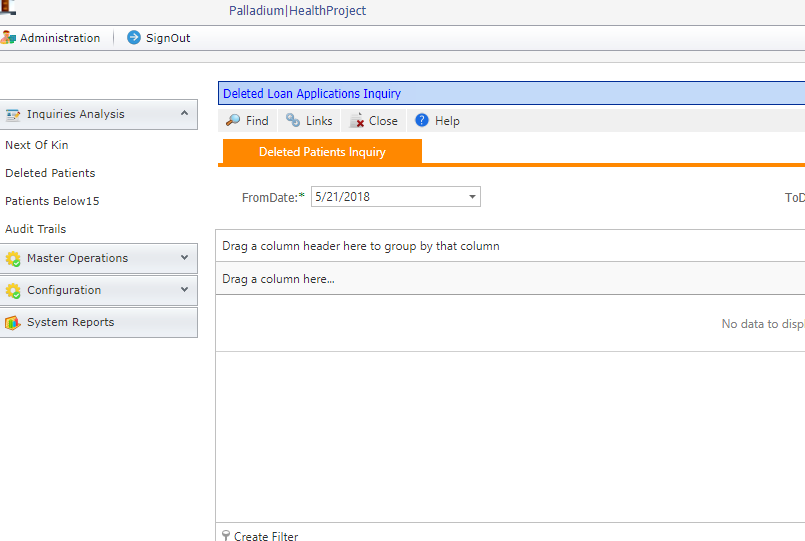 Palladium|HealthProject
Administration
SignOut
Deleted Loan Applications Inquiry
Inquiries Analysis
Find
Links
Close
Help
Next Of Kin
Deleted Patients Inquiry
Deleted Patients
Patients Below15
FromDate:*
5/21/2018
ToD
Audit Trails
Drag a column header here to group by that column
Master Operations
Drag a column here...
Configuration
System Reports
No data to displ
Create Filter